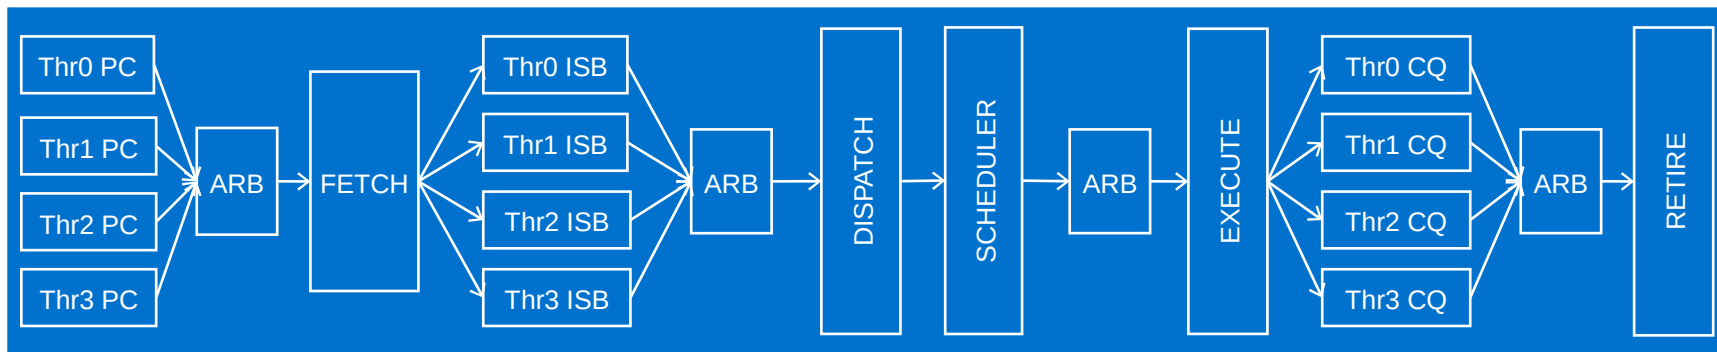 Thr0 PC
Thr1 PC
Thr2 PC
Thr3 PC
ARB
FETCH
Thr0 ISB
Thr1 ISB
Thr2 ISB
Thr3 ISB
ARB
DISPATCH
SCHEDULER
ARB
EXECUTE
Thr0 CQ
Thr1 CQ
Thr2 CQ
Thr3 CQ
ARB
RETIRE